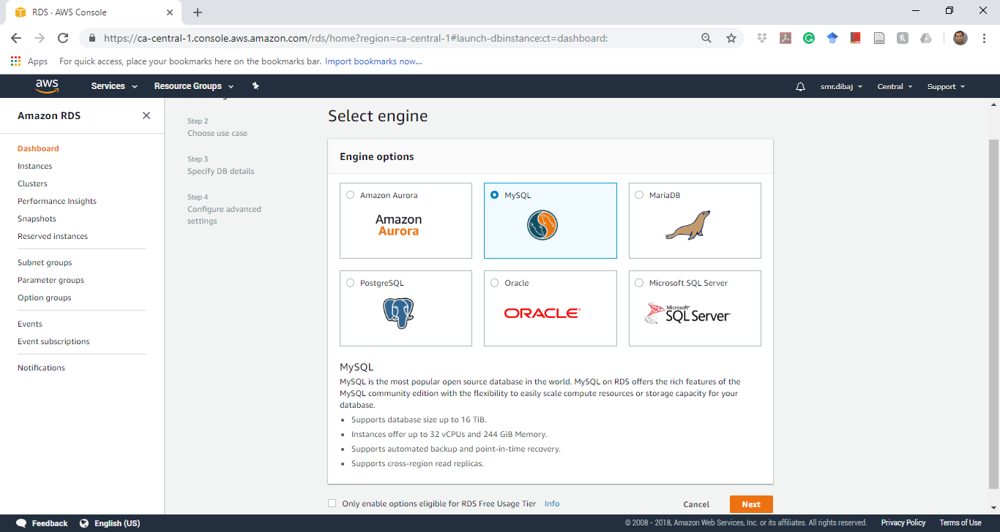 RDS · AWS Console
https://ca-central-1.console.aws.amazon.com/rds/home?region=ca-central-1#launch-dbinstance:ct=dashboard:
Apps For quick access, place your bookmarks here on the bookmarks bar. Import bookmarks now...
aws Services Resource Groups smr.dibaj Central Support
Amazon RDS
Dashboard
Instances
Clusters
Performance Insights
Snapshots
Reserved instances
Subnet groups
Parameter groups
Option groups
Events
Event subscriptions
Notifications
Step 2
Choose use case
Step 3
Specify DB details
Step 4
Configure advanced
settings
Select engine
Engine options
Amazon Aurora
Amazon
Aurora
MySQL
MariaDB
PostgreSQL
Oracle
ORACLE
Microsoft SQL Server
Microsoft
SQL Server
MySQL
MySQL is the most popular open source database in the world. MySQL on RDS offers the rich features of the
MySQL community edition with the flexibility to easily scale compute resources or storage capacity for your
database.
• Supports database size up to 16 TiB.
• Instances offer up to 32 vCPUs and 244 GiB Memory.
• Supports automated backup and point-in-time recovery.
• Supports cross-region read replicas.
Only enable options eligible for RDS Free Usage Tier Info
Cancel Next
Feedback English (US) © 2008 - 2018, Amazon Web Services, Inc. or its affiliates. All rights reserved. Privacy Policy Terms of Use